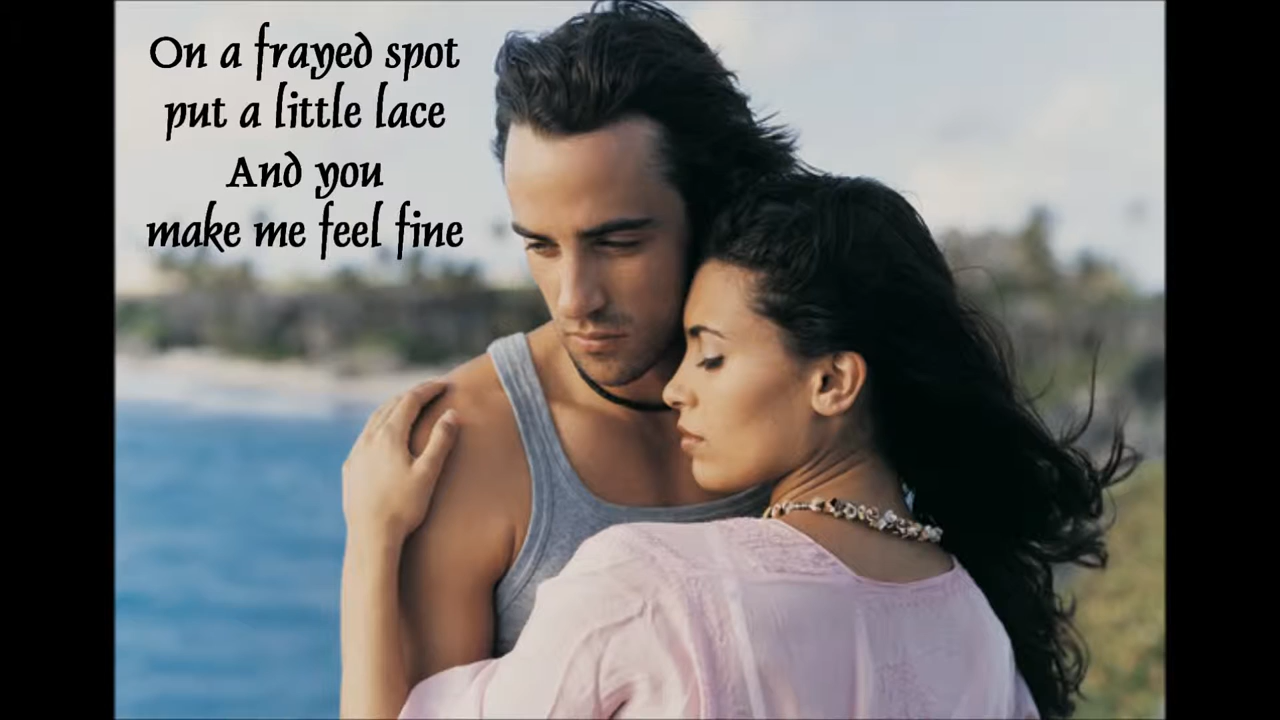 On a frayed spot
put a little lace
And you
make me feel fine